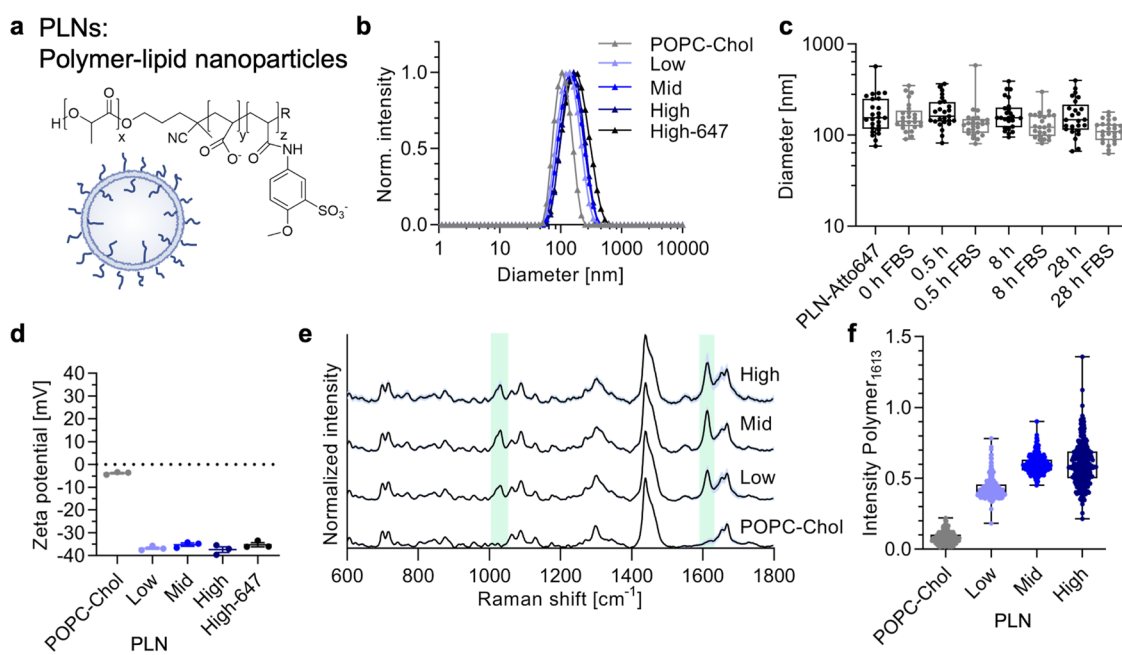 a PLNs:
Polymer-lipid nanoparticles
H
O
O
x
O
NC
y
z
R
O
O-
O
NH
SO3-
O
b
Norm. intensity
1.0
0.5
0.0
1
10
100
1000
10000
Diameter [nm]
POPC-Chol
Low
Mid
High
High-647
c
Diameter [nm]
1000
100
10
PLN-Atto647
0 h FBS
0.5 h
0.5 h FBS
8 h
8 h FBS
28 h
28 h FBS
d
Zeta potential [mV]
40
30
20
10
0
-10
-20
-30
-40
POPC-Chol
Low
Mid
High
High-647
PLN
e
Normalized intensity
High
Mid
Low
POPC-Chol
600
800
1000
1200
1400
1600
1800
Raman shift [cm-1]
f
Intensity Polymer1613
1.5
1.0
0.5
0.0
POPC-Chol
Low
Mid
High
PLN